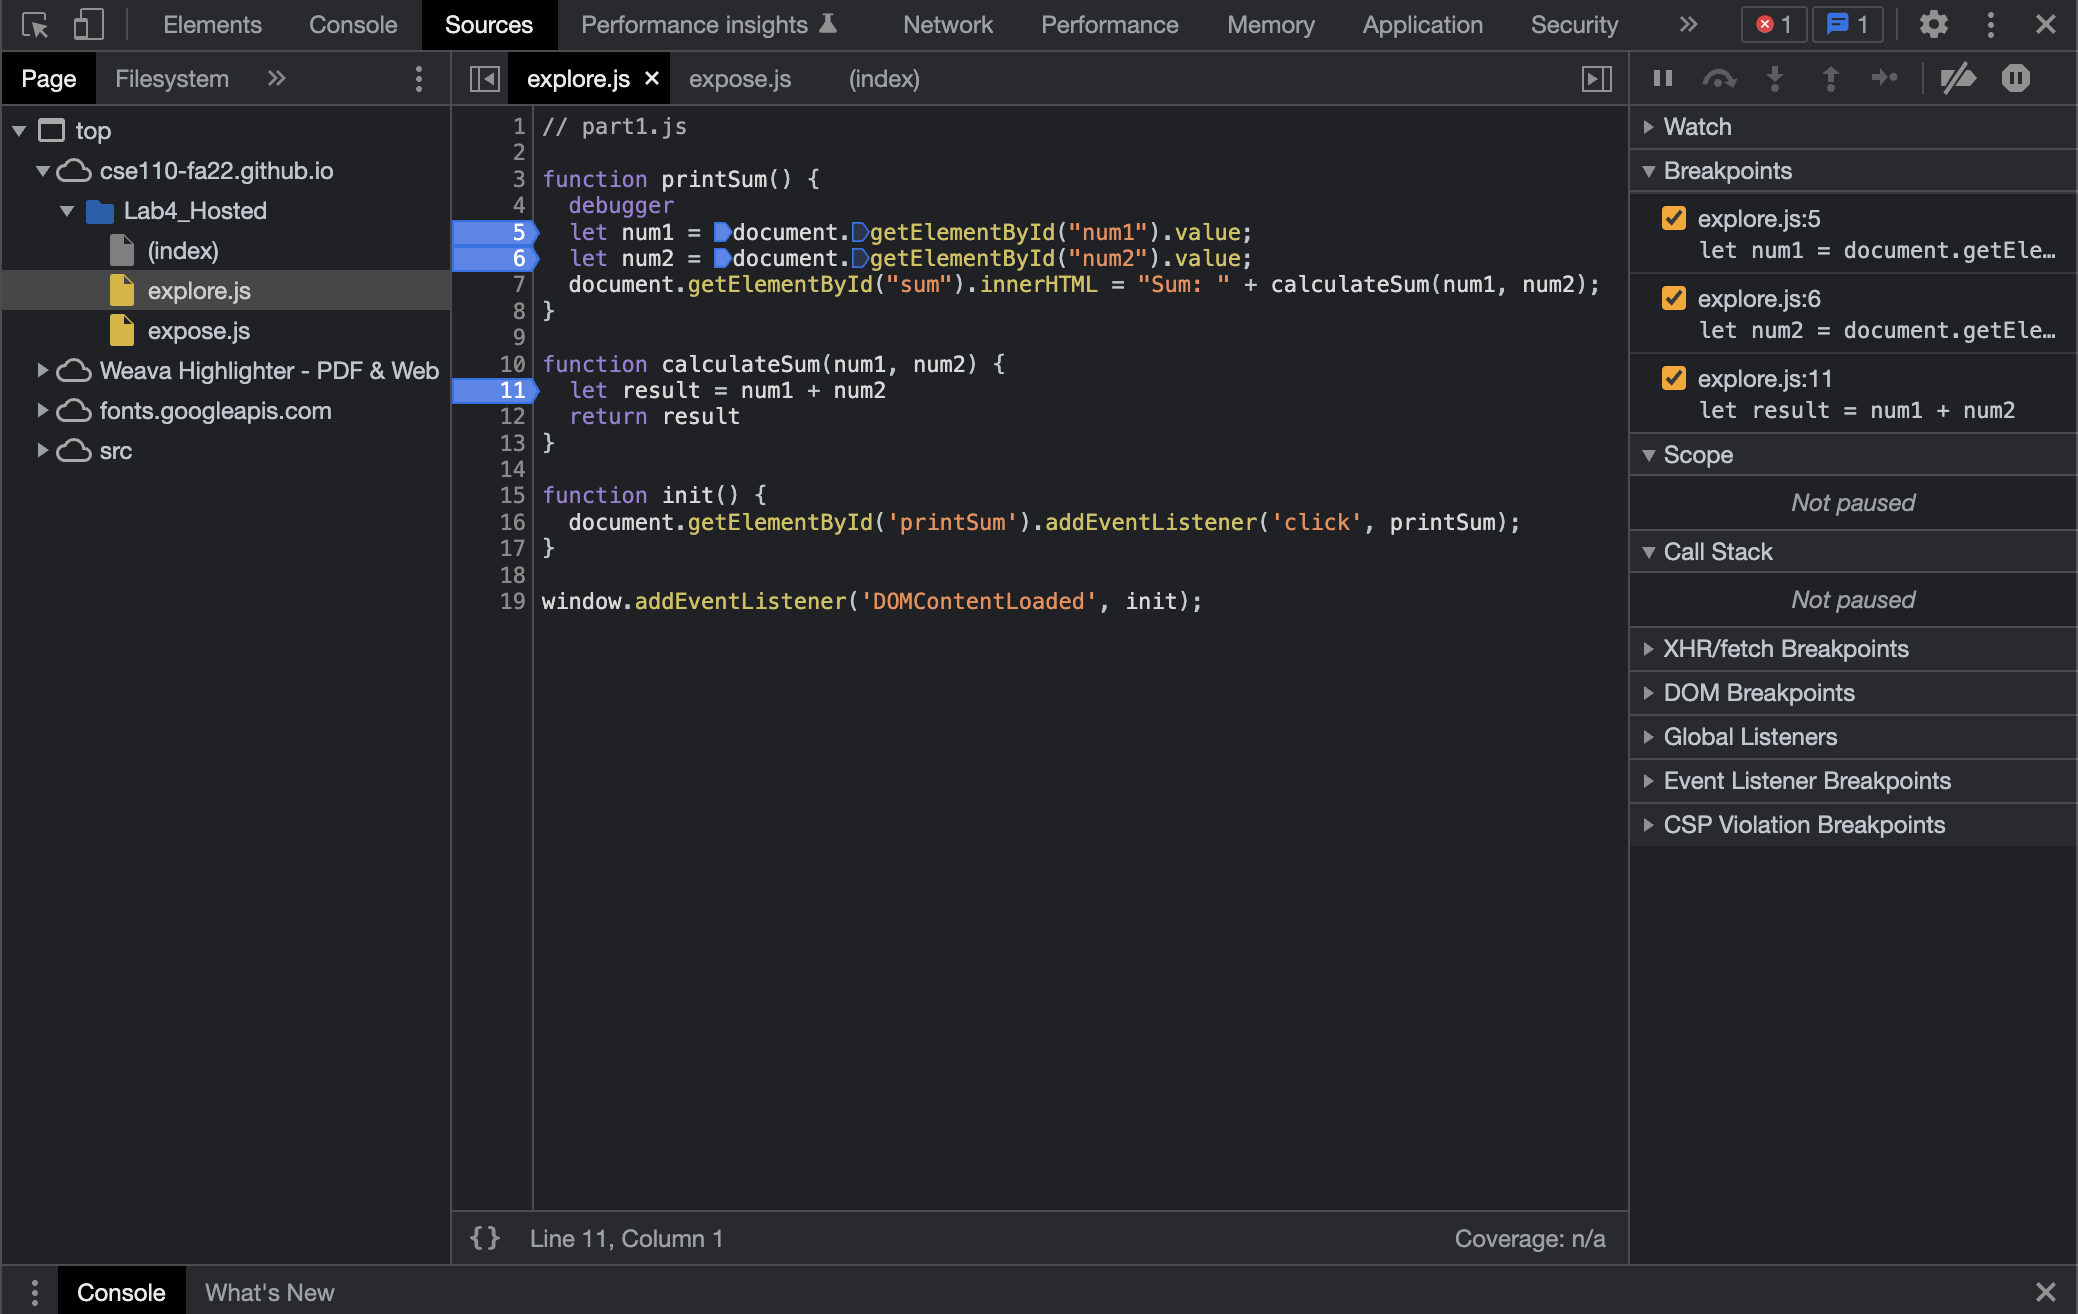 Elements Console Sources Performance insights Network Performance Memory Application Security » 1 1
Page Filesystem » explore.js × expose.js (index)
top
cse110-fa22.github.io
Lab4_Hosted
(index)
explore.js
expose.js
Weava Highlighter - PDF & Web
fonts.googleapis.com
src
1 // part1.js
2
3 function printSum() {
4   debugger
5   let num1 = document.getElementById("num1").value;
6   let num2 = document.getElementById("num2").value;
7   document.getElementById("sum").innerHTML = "Sum: " + calculateSum(num1, num2);
8 }
9
10 function calculateSum(num1, num2) {
11   let result = num1 + num2
12   return result
13 }
14
15 function init() {
16   document.getElementById('printSum').addEventListener('click', printSum);
17 }
18
19 window.addEventListener('DOMContentLoaded', init);
{} Line 11, Column 1 Coverage: n/a
Watch
Breakpoints
explore.js:5
let num1 = document.getEle…
explore.js:6
let num2 = document.getEle…
explore.js:11
let result = num1 + num2
Scope
Not paused
Call Stack
Not paused
XHR/fetch Breakpoints
DOM Breakpoints
Global Listeners
Event Listener Breakpoints
CSP Violation Breakpoints
Console What's New